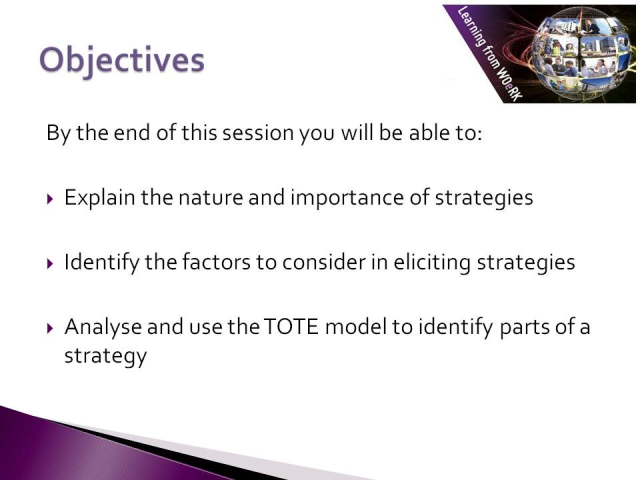 Learning from WOeRK
Objectives
By the end of this session you will be able to:
Explain the nature and importance of strategies
Identify the factors to consider in eliciting strategies
Analyse and use the TOTE model to identify parts of a
strategy